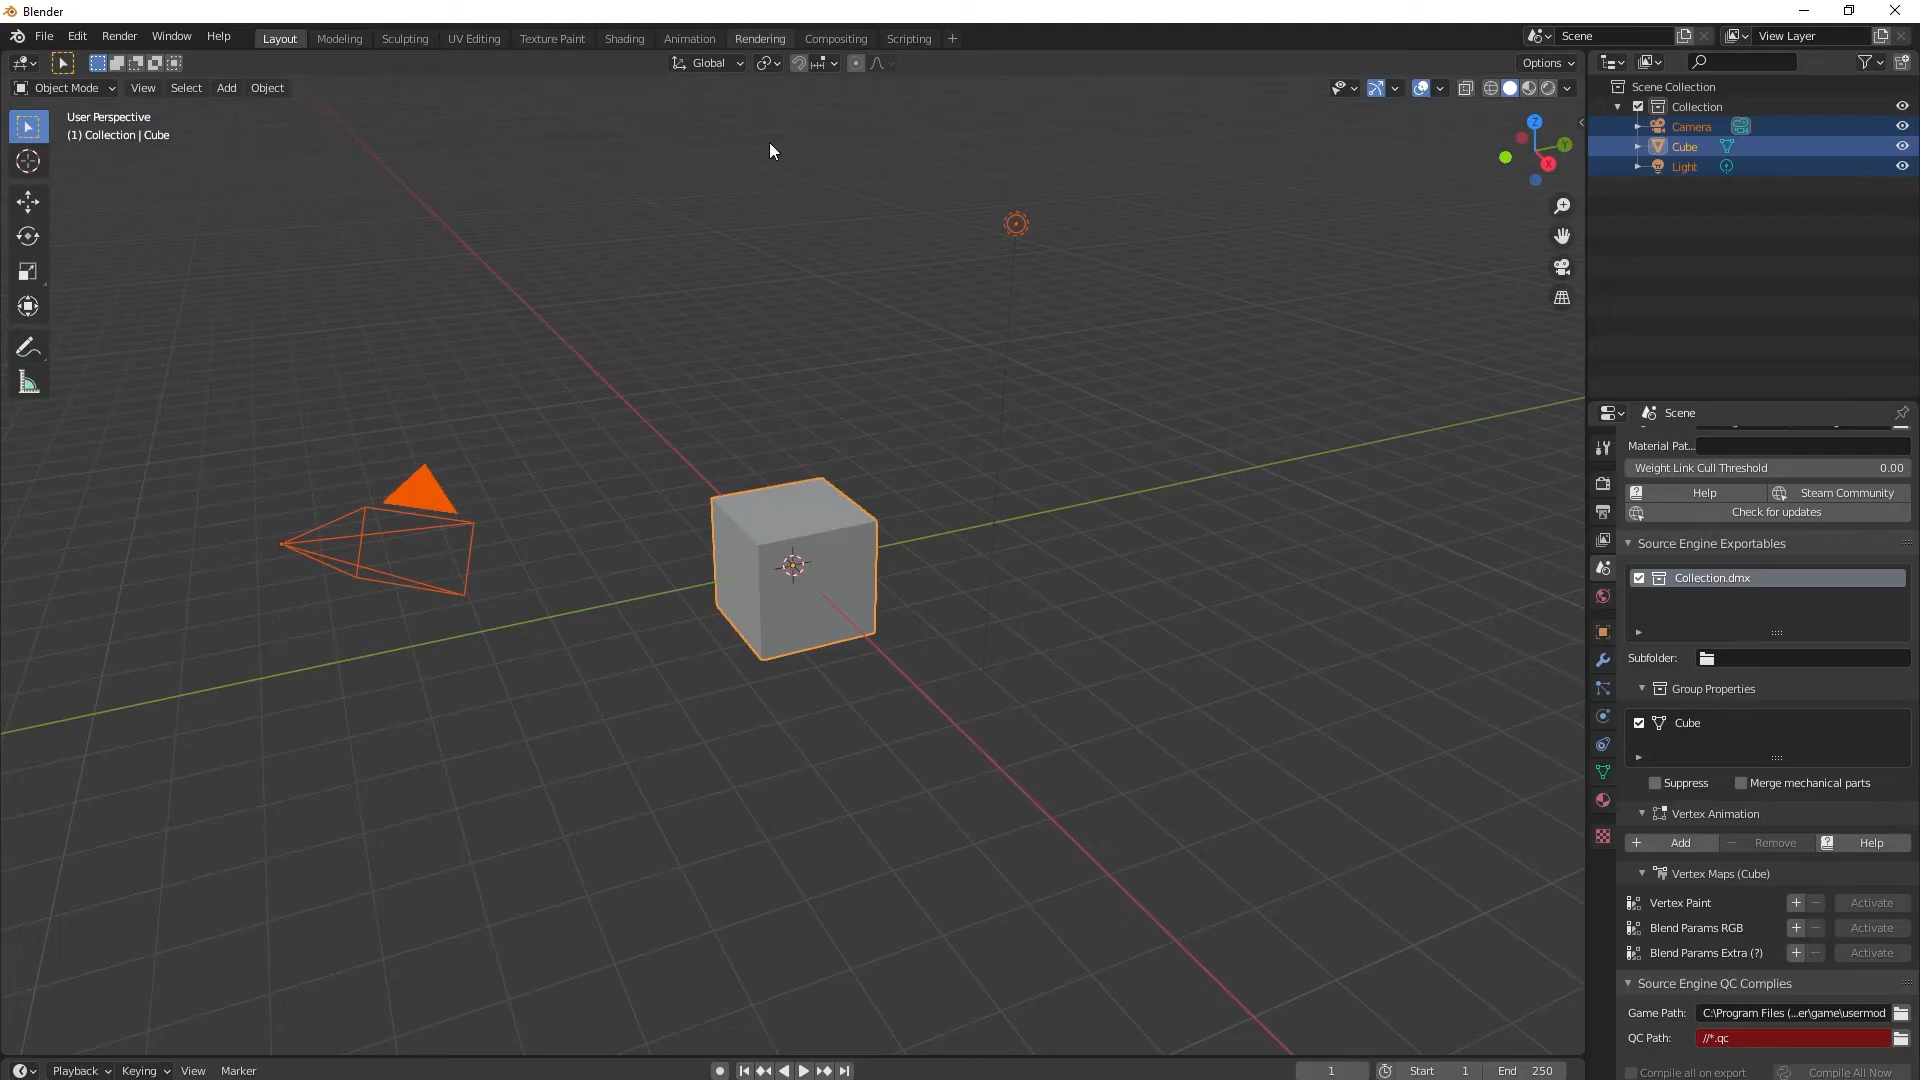 Blender
File Edit Render Window Help
Layout Modeling Sculpting UV Editing Texture Paint Shading Animation Rendering Compositing Scripting +
Scene
View Layer
Global
Options
Object Mode View Select Add Object
User Perspective
(1) Collection | Cube
Z
Y
X
Scene Collection
Collection
Camera
Cube
Light
Scene
Material Pat...
Weight Link Cull Threshold 0.00
Help Steam Community
Check for updates
Source Engine Exportables
Collection.dmx
Subfolder:
Group Properties
Cube
Suppress Merge mechanical parts
Vertex Animation
+ Add − Remove Help
Vertex Maps (Cube)
Vertex Paint + − Activate
Blend Params RGB + − Activate
Blend Params Extra (?) + − Activate
Source Engine QC Complies
Game Path: C:\Program Files (...er\game\usermod
QC Path: //*.qc
Compile all on export Compile All Now
Playback Keying View Marker
1 Start 1 End 250